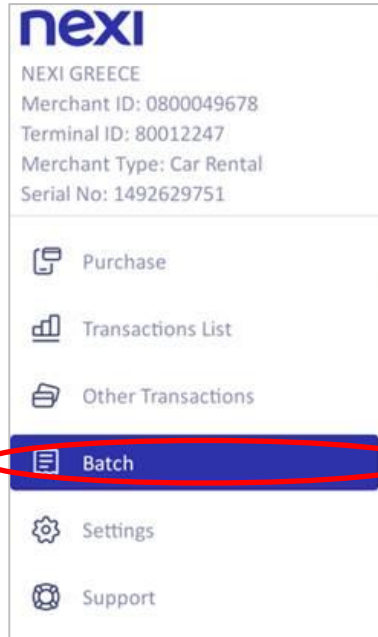 nexi
NEXI GREECE
Merchant ID: 0800049678
Terminal ID: 80012247
Merchant Type: Car Rental
Serial No: 1492629751
Purchase
Transactions List
Other Transactions
Batch
Settings
Support